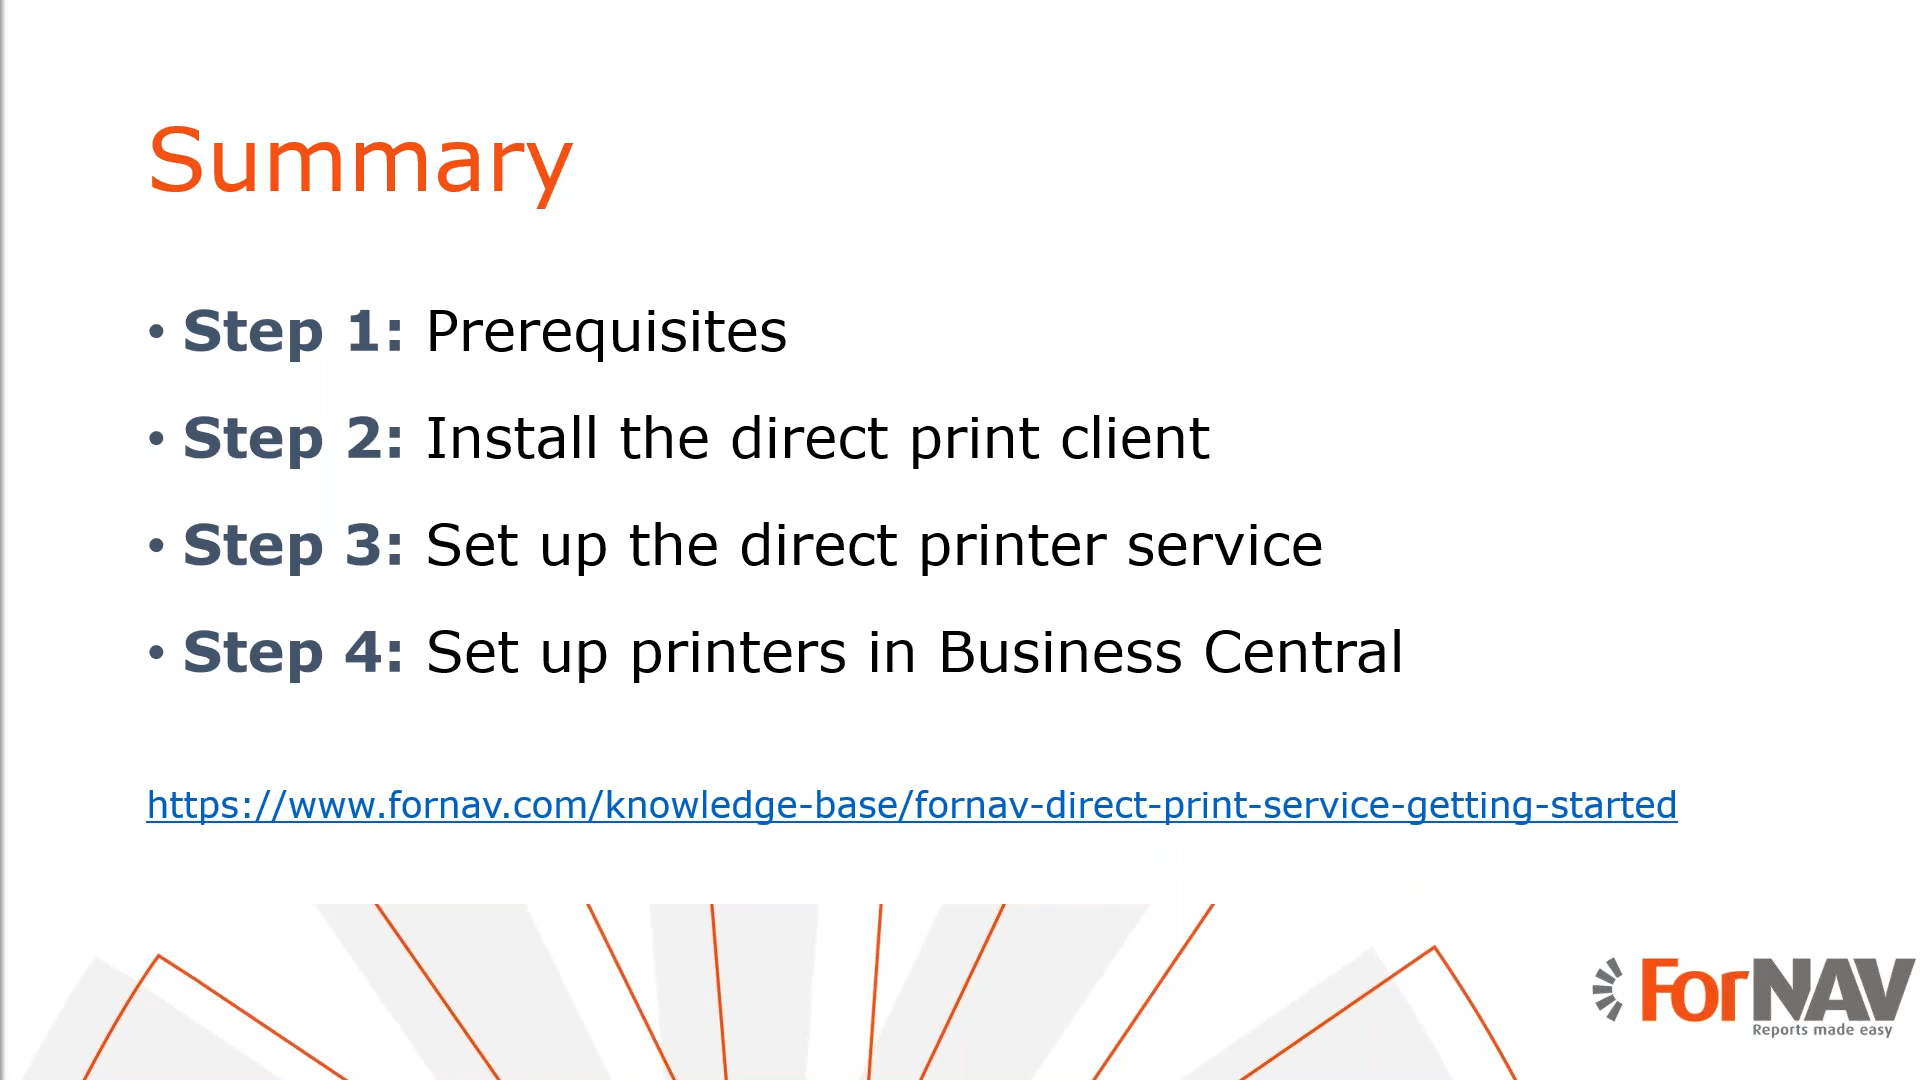 Summary
• Step 1: Prerequisites
• Step 2: Install the direct print client
• Step 3: Set up the direct printer service
• Step 4: Set up printers in Business Central
https://www.fornav.com/knowledge-base/fornav-direct-print-service-getting-started
ForNAV
Reports made easy